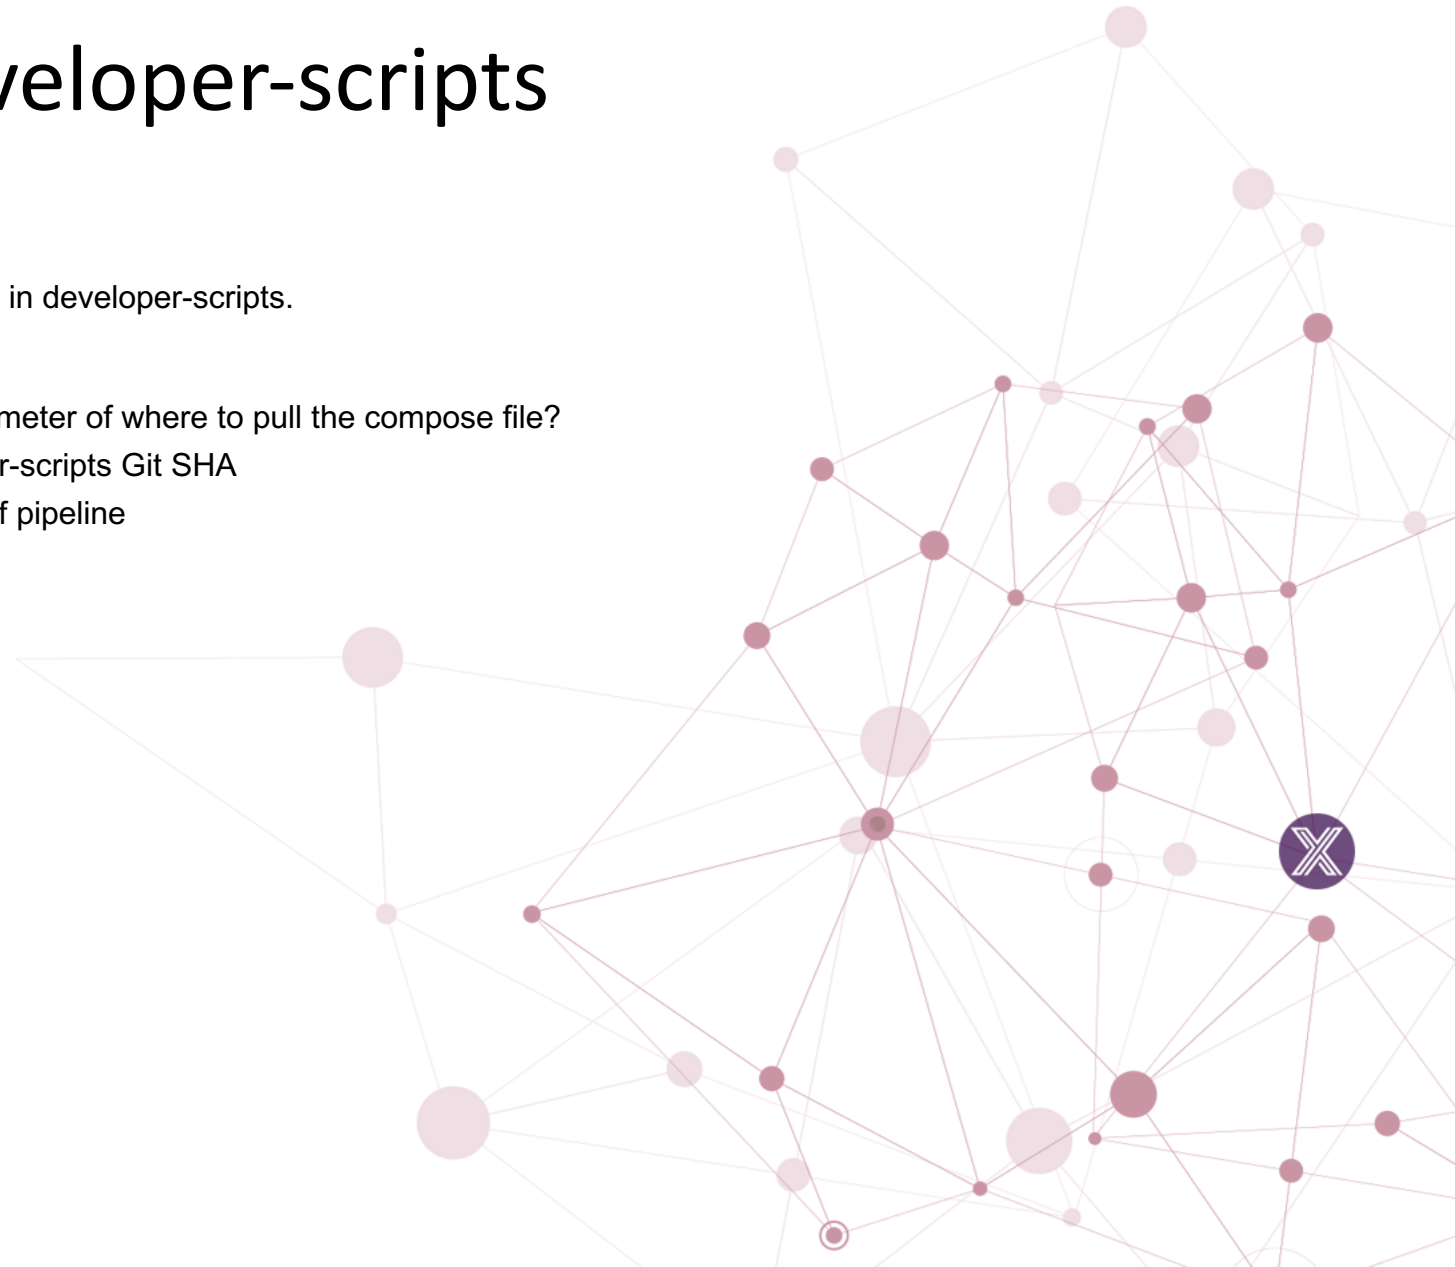 veloper-scripts
in developer-scripts.
meter of where to pull the compose file?
r-scripts Git SHA
f pipeline